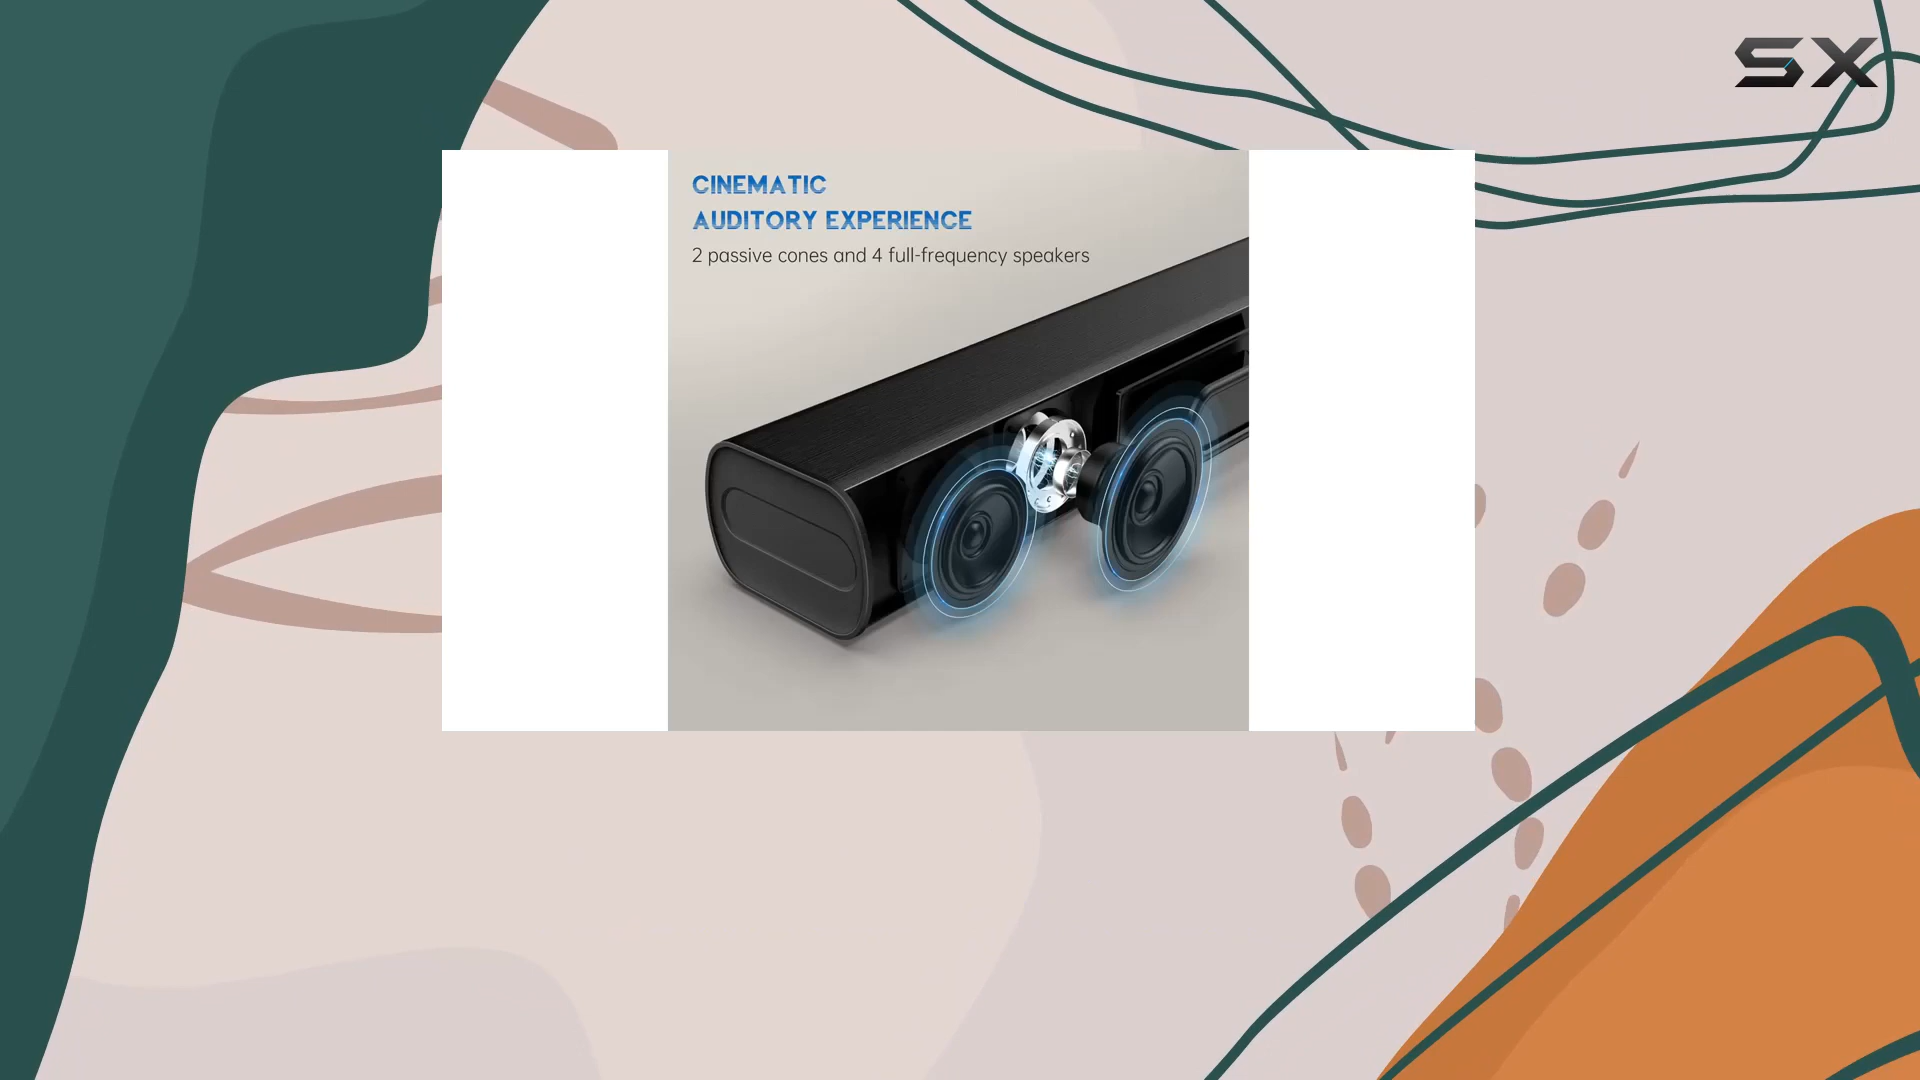 SX
CINEMATIC
AUDITORY EXPERIENCE
2 passive cones and 4 full-frequency speakers